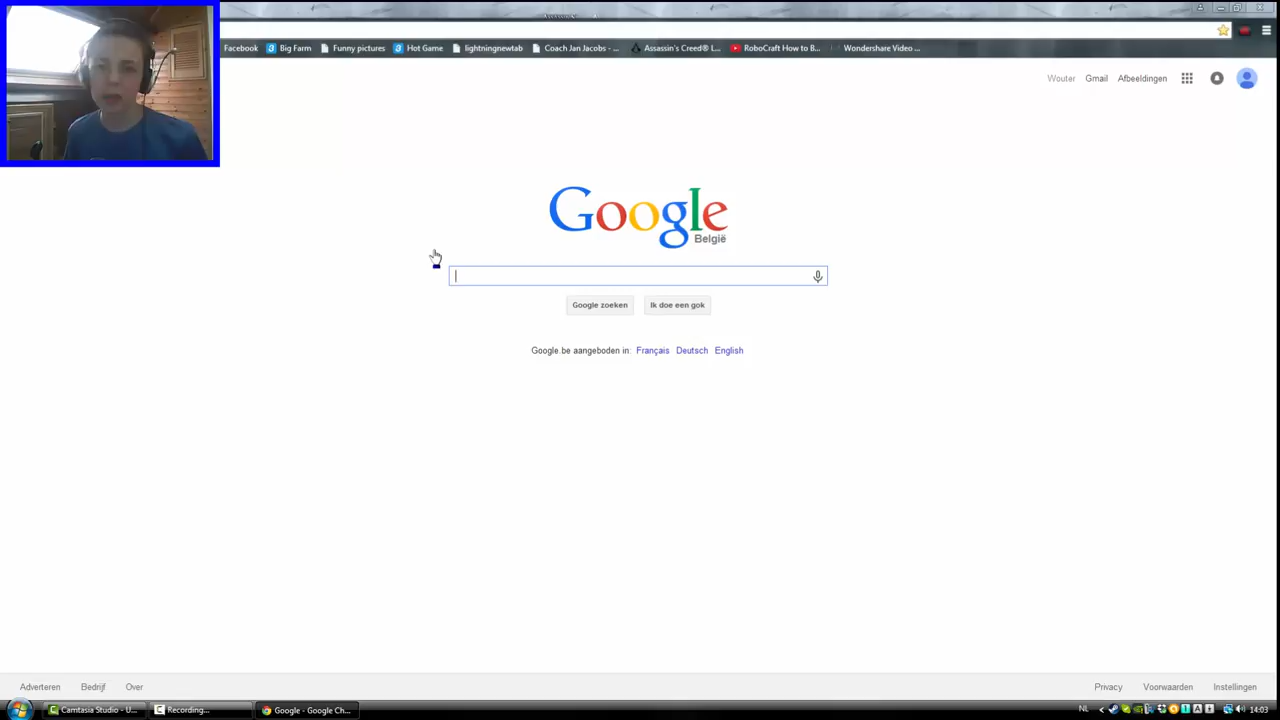 Facebook Big Farm Funny pictures Hot Game lightningnewtab Coach Jan Jacobs - ... Assassin's Creed® L... RoboCraft How to B... Wondershare Video ...
Wouter Gmail Afbeeldingen
Google
België
Google zoeken Ik doe een gok
Google.be aangeboden in: Français Deutsch English
Adverteren Bedrijf Over Privacy Voorwaarden Instellingen
Camtasia Studio - U... Recording... Google - Google Ch... NL 14:03